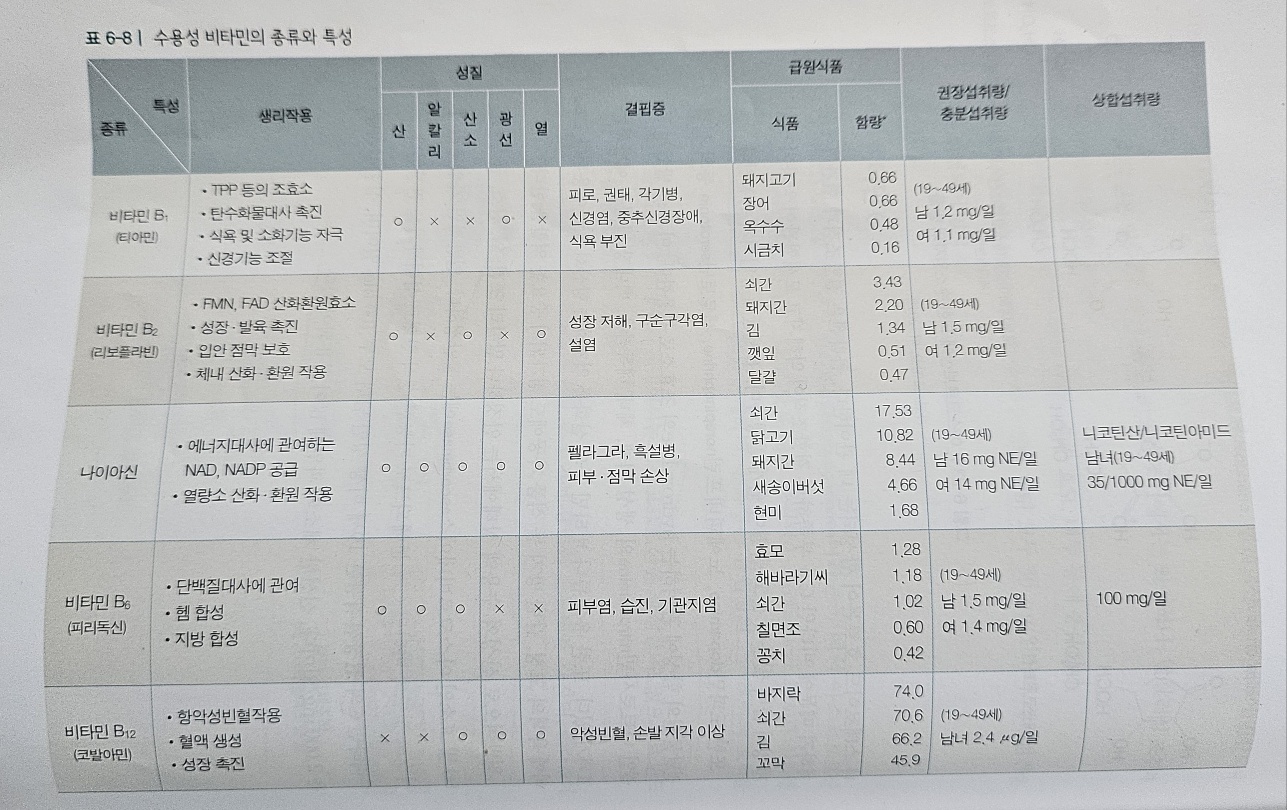 표 6-8 | 수용성 비타민의 종류와 특성
특성
종류
생리작용
성질
산
알칼리
산소
광선
열
결핍증
급원식품
식품
함량*
권장섭취량/
충분섭취량
상합섭취량
비타민 B₁
(티아민)
• TPP 등의 조효소
• 탄수화물대사 촉진
• 식욕 및 소화기능 자극
• 신경기능 조절
○ × × ○ ×
피로, 권태, 각기병,
신경염, 중추신경장애,
식욕 부진
돼지고기 0.66
장어 0.66
옥수수 0.48
시금치 0.16
(19~49세)
남 1.2 mg/일
여 1.1 mg/일
비타민 B₂
(리보플라빈)
• FMN, FAD 산화환원효소
• 성장·발육 촉진
• 입안 점막 보호
• 체내 산화·환원 작용
○ × ○ × ○
성장 저해, 구순구각염,
설염
쇠간 3.43
돼지간 2.20
김 1.34
깻잎 0.51
달걀 0.47
(19~49세)
남 1.5 mg/일
여 1.2 mg/일
나이아신
• 에너지대사에 관여하는
NAD, NADP 공급
• 열량소 산화·환원 작용
○ ○ ○ ○ ○
펠라그라, 흑설병,
피부·점막 손상
쇠간 17.53
닭고기 10.82
돼지간 8.44
새송이버섯 4.66
현미 1.68
(19~49세)
남 16 mg NE/일
여 14 mg NE/일
니코틴산/니코틴아미드
남녀(19~49세)
35/1000 mg NE/일
비타민 B₆
(피리독신)
• 단백질대사에 관여
• 헴 합성
• 지방 합성
○ ○ ○ × ×
피부염, 습진, 기관지염
효모 1.28
해바라기씨 1.18
쇠간 1.02
칠면조 0.60
꽁치 0.42
(19~49세)
남 1.5 mg/일
여 1.4 mg/일
100 mg/일
비타민 B₁₂
(코발아민)
• 항악성빈혈작용
• 혈액 생성
• 성장 촉진
× × ○ ○ ○
악성빈혈, 손발 지각 이상
바지락 74.0
쇠간 70.6
김 66.2
꼬막 45.9
(19~49세)
남녀 2.4 ㎍/일